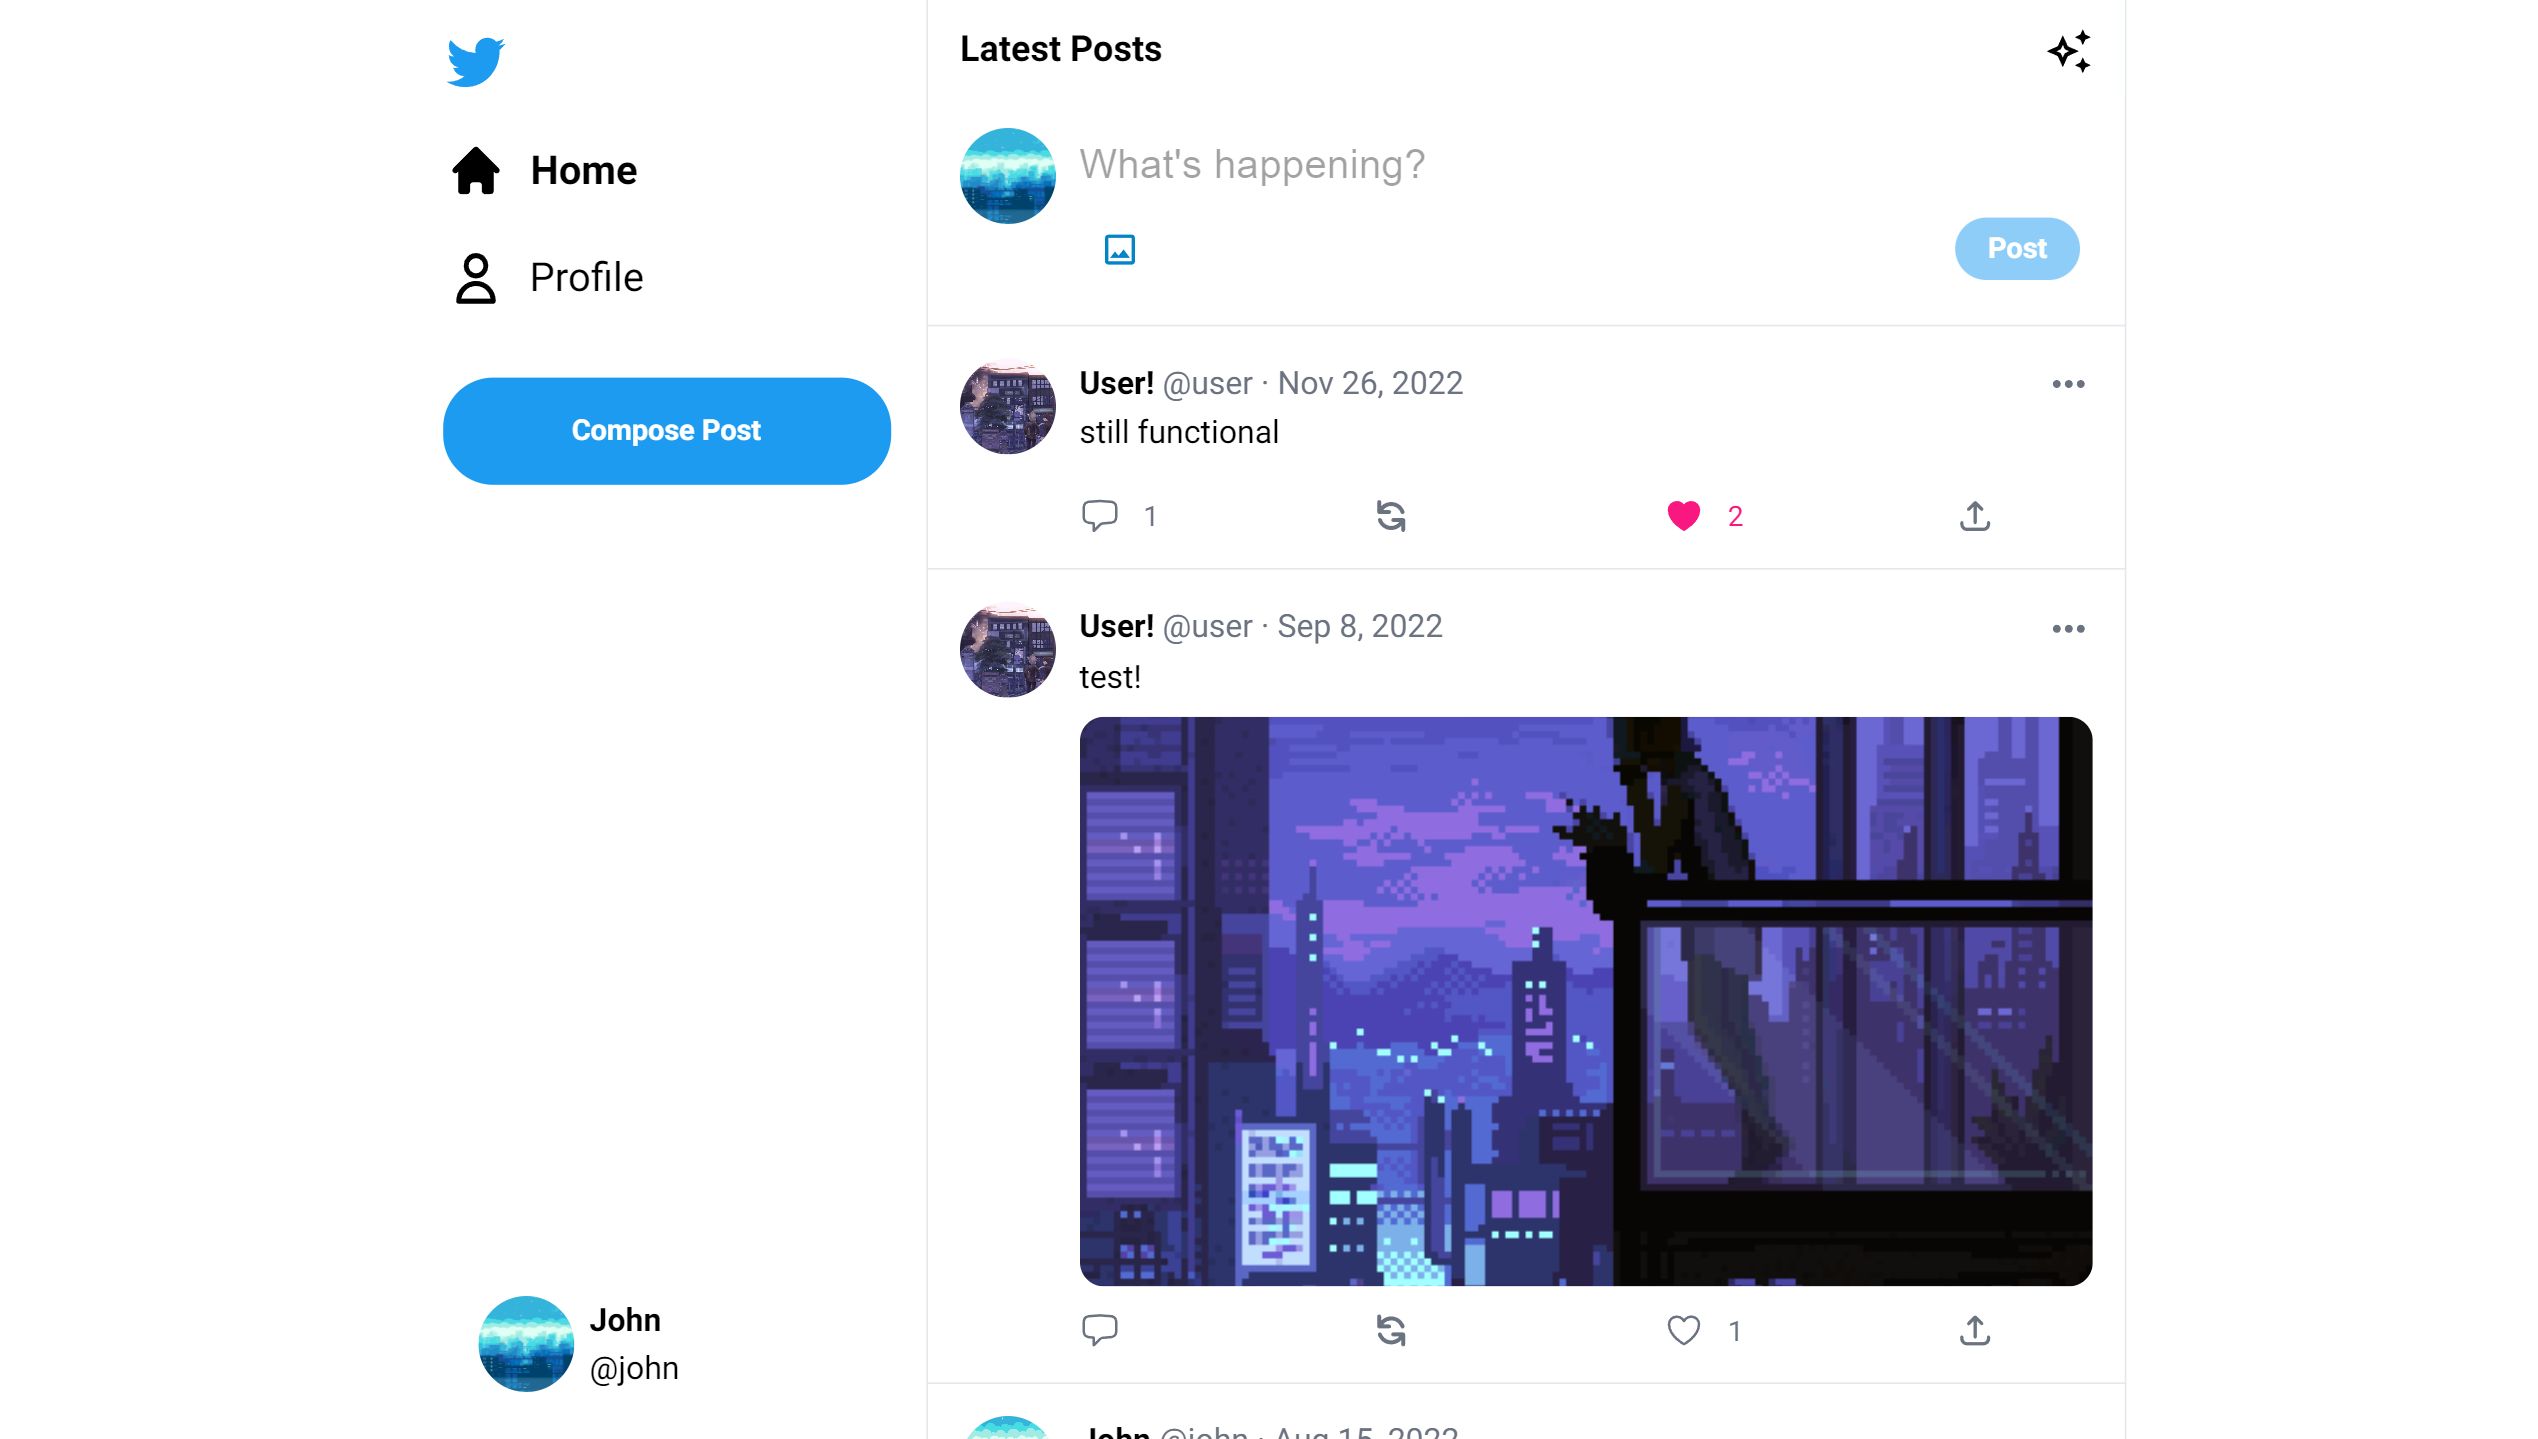 Home
Profile
Compose Post
John
@john
Latest Posts
What's happening?
Post
User! @user · Nov 26, 2022
still functional
1
2
User! @user · Sep 8, 2022
test!
1
John @john · Aug 15, 2022